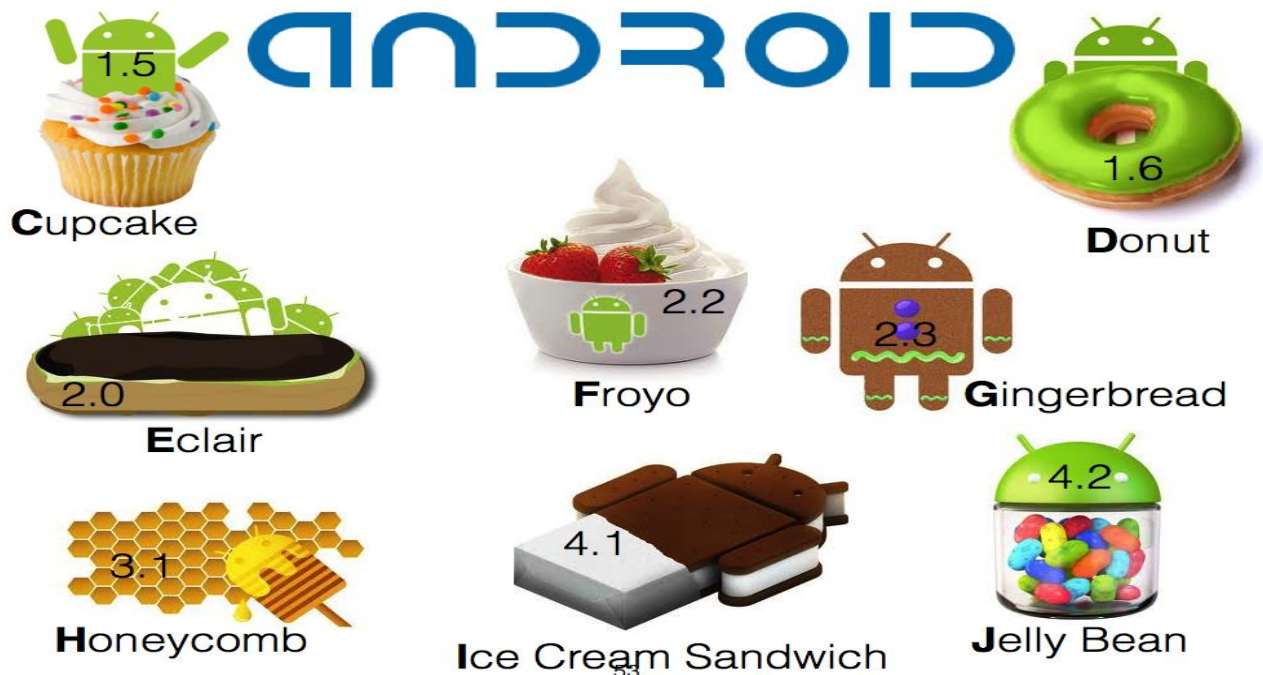 ANDROID
1.5
Cupcake
1.6
Donut
2.0
Eclair
2.2
Froyo
2.3
Gingerbread
3.1
Honeycomb
4.1
Ice Cream Sandwich
4.2
Jelly Bean
53